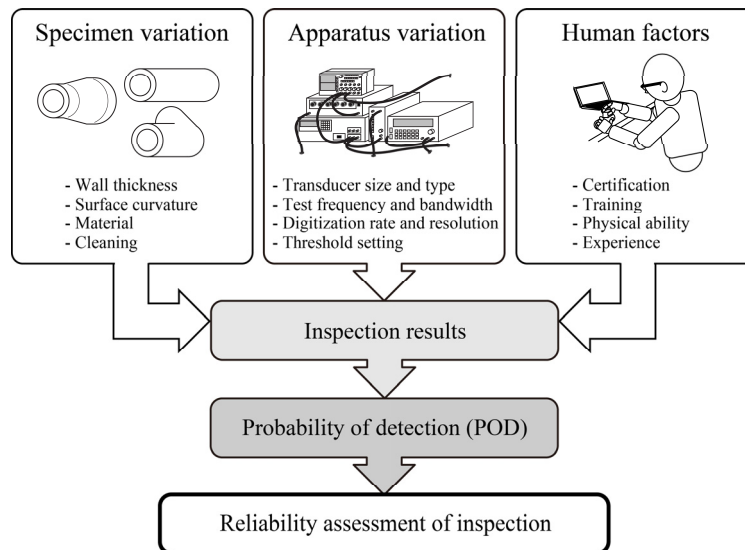 Specimen variation
- Wall thickness
- Surface curvature
- Material
- Cleaning
Apparatus variation
- Transducer size and type
- Test frequency and bandwidth
- Digitization rate and resolution
- Threshold setting
Human factors
- Certification
- Training
- Physical ability
- Experience
Inspection results
Probability of detection (POD)
Reliability assessment of inspection